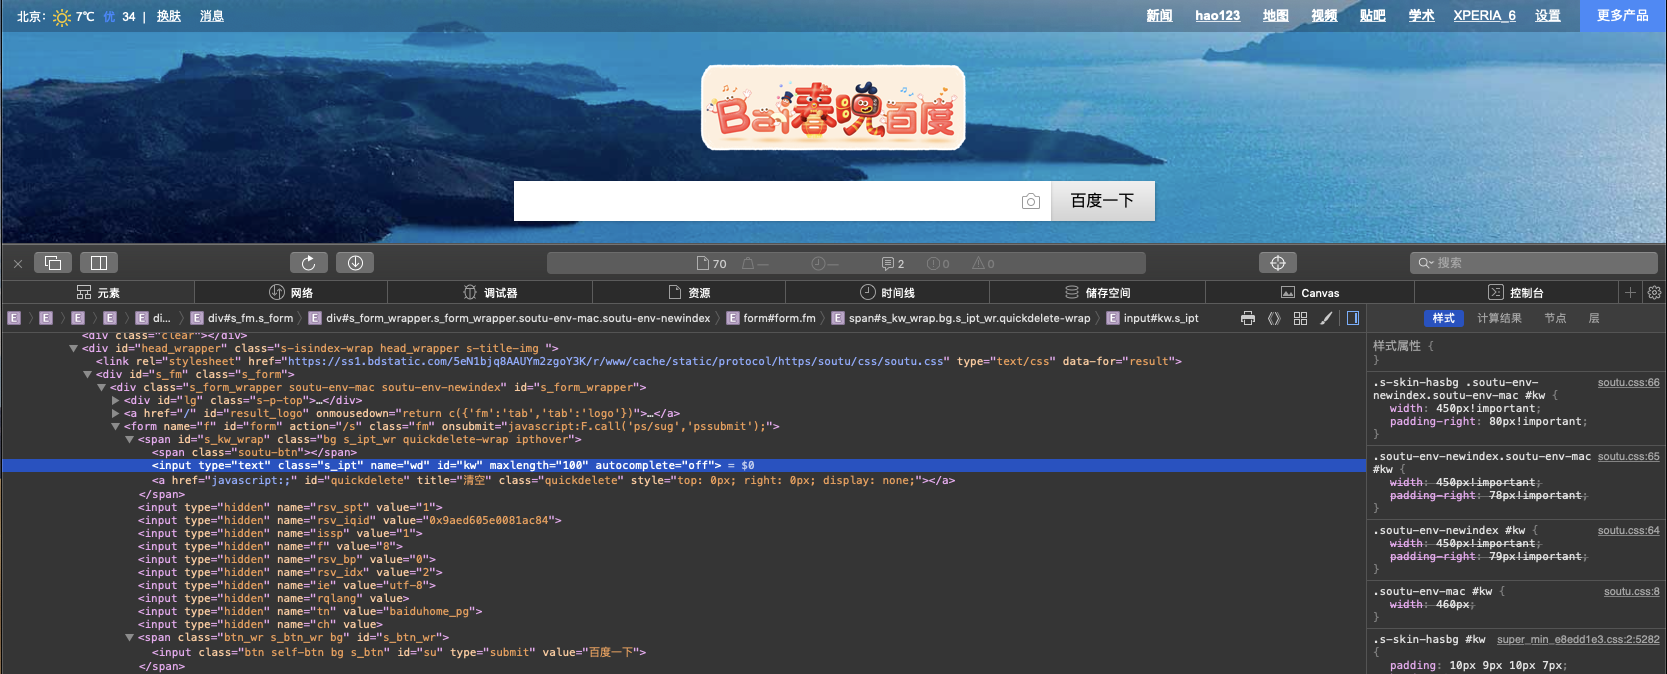 北京: 7℃ 优 34 | 换肤 消息
新闻 hao123 地图 视频 贴吧 学术 XPERIA_6 设置 更多产品
Bai春晚百度
百度一下
70 — — 2 0 0 搜索
元素 网络 调试器 资源 时间线 储存空间 Canvas 控制台
E E E E E di... E div#s_fm.s_form E div#s_form_wrapper.s_form_wrapper.soutu-env-mac.soutu-env-newindex E form#form.fm E span#s_kw_wrap.bg.s_ipt_wr.quickdelete-wrap E input#kw.s_ipt
样式 计算结果 节点 层
<div class="clear"></div>
<div id="head_wrapper" class="s-isindex-wrap head_wrapper s-title-img ">
<link rel="stylesheet" href="https://ss1.bdstatic.com/5eN1bjq8AAUYm2zgoY3K/r/www/cache/static/protocol/https/soutu/css/soutu.css" type="text/css" data-for="result">
<div id="s_fm" class="s_form">
<div class="s_form_wrapper soutu-env-mac soutu-env-newindex" id="s_form_wrapper">
<div id="lg" class="s-p-top">…</div>
<a href="/" id="result_logo" onmousedown="return c({'fm':'tab','tab':'logo'})">…</a>
<form name="f" id="form" action="/s" class="fm" onsubmit="javascript:F.call('ps/sug','pssubmit');">
<span id="s_kw_wrap" class="bg s_ipt_wr quickdelete-wrap ipthover">
<span class="soutu-btn"></span>
<input type="text" class="s_ipt" name="wd" id="kw" maxlength="100" autocomplete="off"> = $0
<a href="javascript:;" id="quickdelete" title="清空" class="quickdelete" style="top: 0px; right: 0px; display: none;"></a>
</span>
<input type="hidden" name="rsv_spt" value="1">
<input type="hidden" name="rsv_iqid" value="0x9aed605e0081ac84">
<input type="hidden" name="issp" value="1">
<input type="hidden" name="f" value="8">
<input type="hidden" name="rsv_bp" value="0">
<input type="hidden" name="rsv_idx" value="2">
<input type="hidden" name="ie" value="utf-8">
<input type="hidden" name="rqlang" value>
<input type="hidden" name="tn" value="baiduhome_pg">
<input type="hidden" name="ch" value>
<span class="btn_wr s_btn_wr bg" id="s_btn_wr">
<input class="btn self-btn bg s_btn" id="su" type="submit" value="百度一下">
</span>
样式属性 {
}
.s-skin-hasbg .soutu-env- soutu.css:66
newindex.soutu-env-mac #kw {
width: 450px!important;
padding-right: 80px!important;
}
.soutu-env-newindex.soutu-env-mac soutu.css:65
#kw {
width: 450px!important;
padding-right: 78px!important;
}
.soutu-env-newindex #kw { soutu.css:64
width: 450px!important;
padding-right: 79px!important;
}
.soutu-env-mac #kw { soutu.css:8
width: 460px;
}
.s-skin-hasbg #kw super_min_e8edd1e3.css:2:5282
{
padding: 10px 9px 10px 7px;